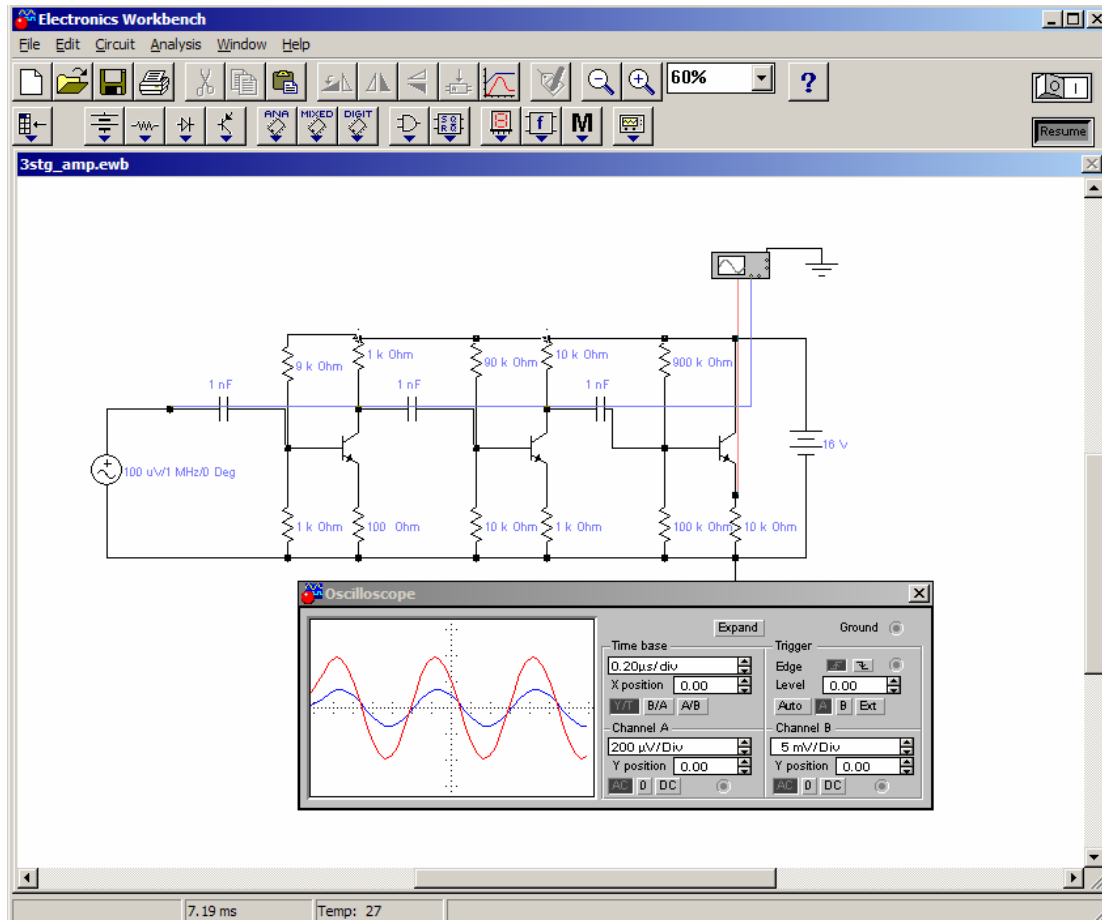 Electronics Workbench
File Edit Circuit Analysis Window Help
60% ?
ANA MIXED DIGIT f M
Resume
3stg_amp.ewb
1 k Ohm 10 k Ohm
9 k Ohm 90 k Ohm 900 k Ohm
1 nF 1 nF 1 nF
16 V
100 uV/1 MHz/0 Deg
1 k Ohm 100 Ohm 10 k Ohm 1 k Ohm 100 k Ohm 10 k Ohm
Oscilloscope
Expand Ground
Time base Trigger
0.20µs/div Edge
X position 0.00 Level 0.00
Y/T B/A A/B Auto A B Ext
Channel A Channel B
200 µV/Div 5 mV/Div
Y position 0.00 Y position 0.00
AC 0 DC AC 0 DC
7.19 ms Temp: 27